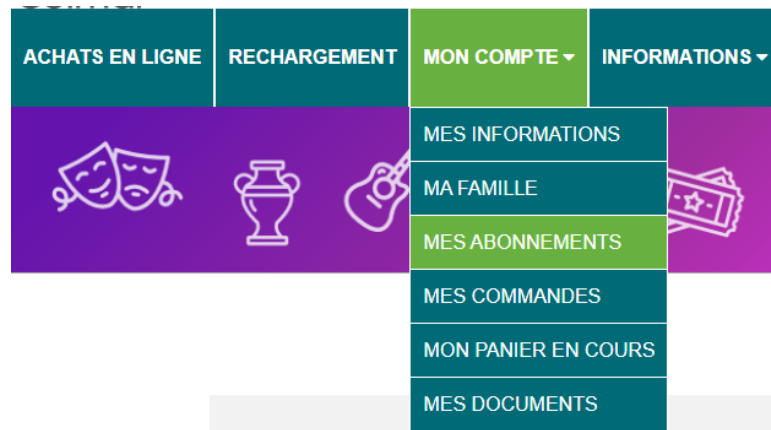 ACHATS EN LIGNE RECHARGEMENT MON COMPTE INFORMATIONS
MES INFORMATIONS
MA FAMILLE
MES ABONNEMENTS
MES COMMANDES
MON PANIER EN COURS
MES DOCUMENTS